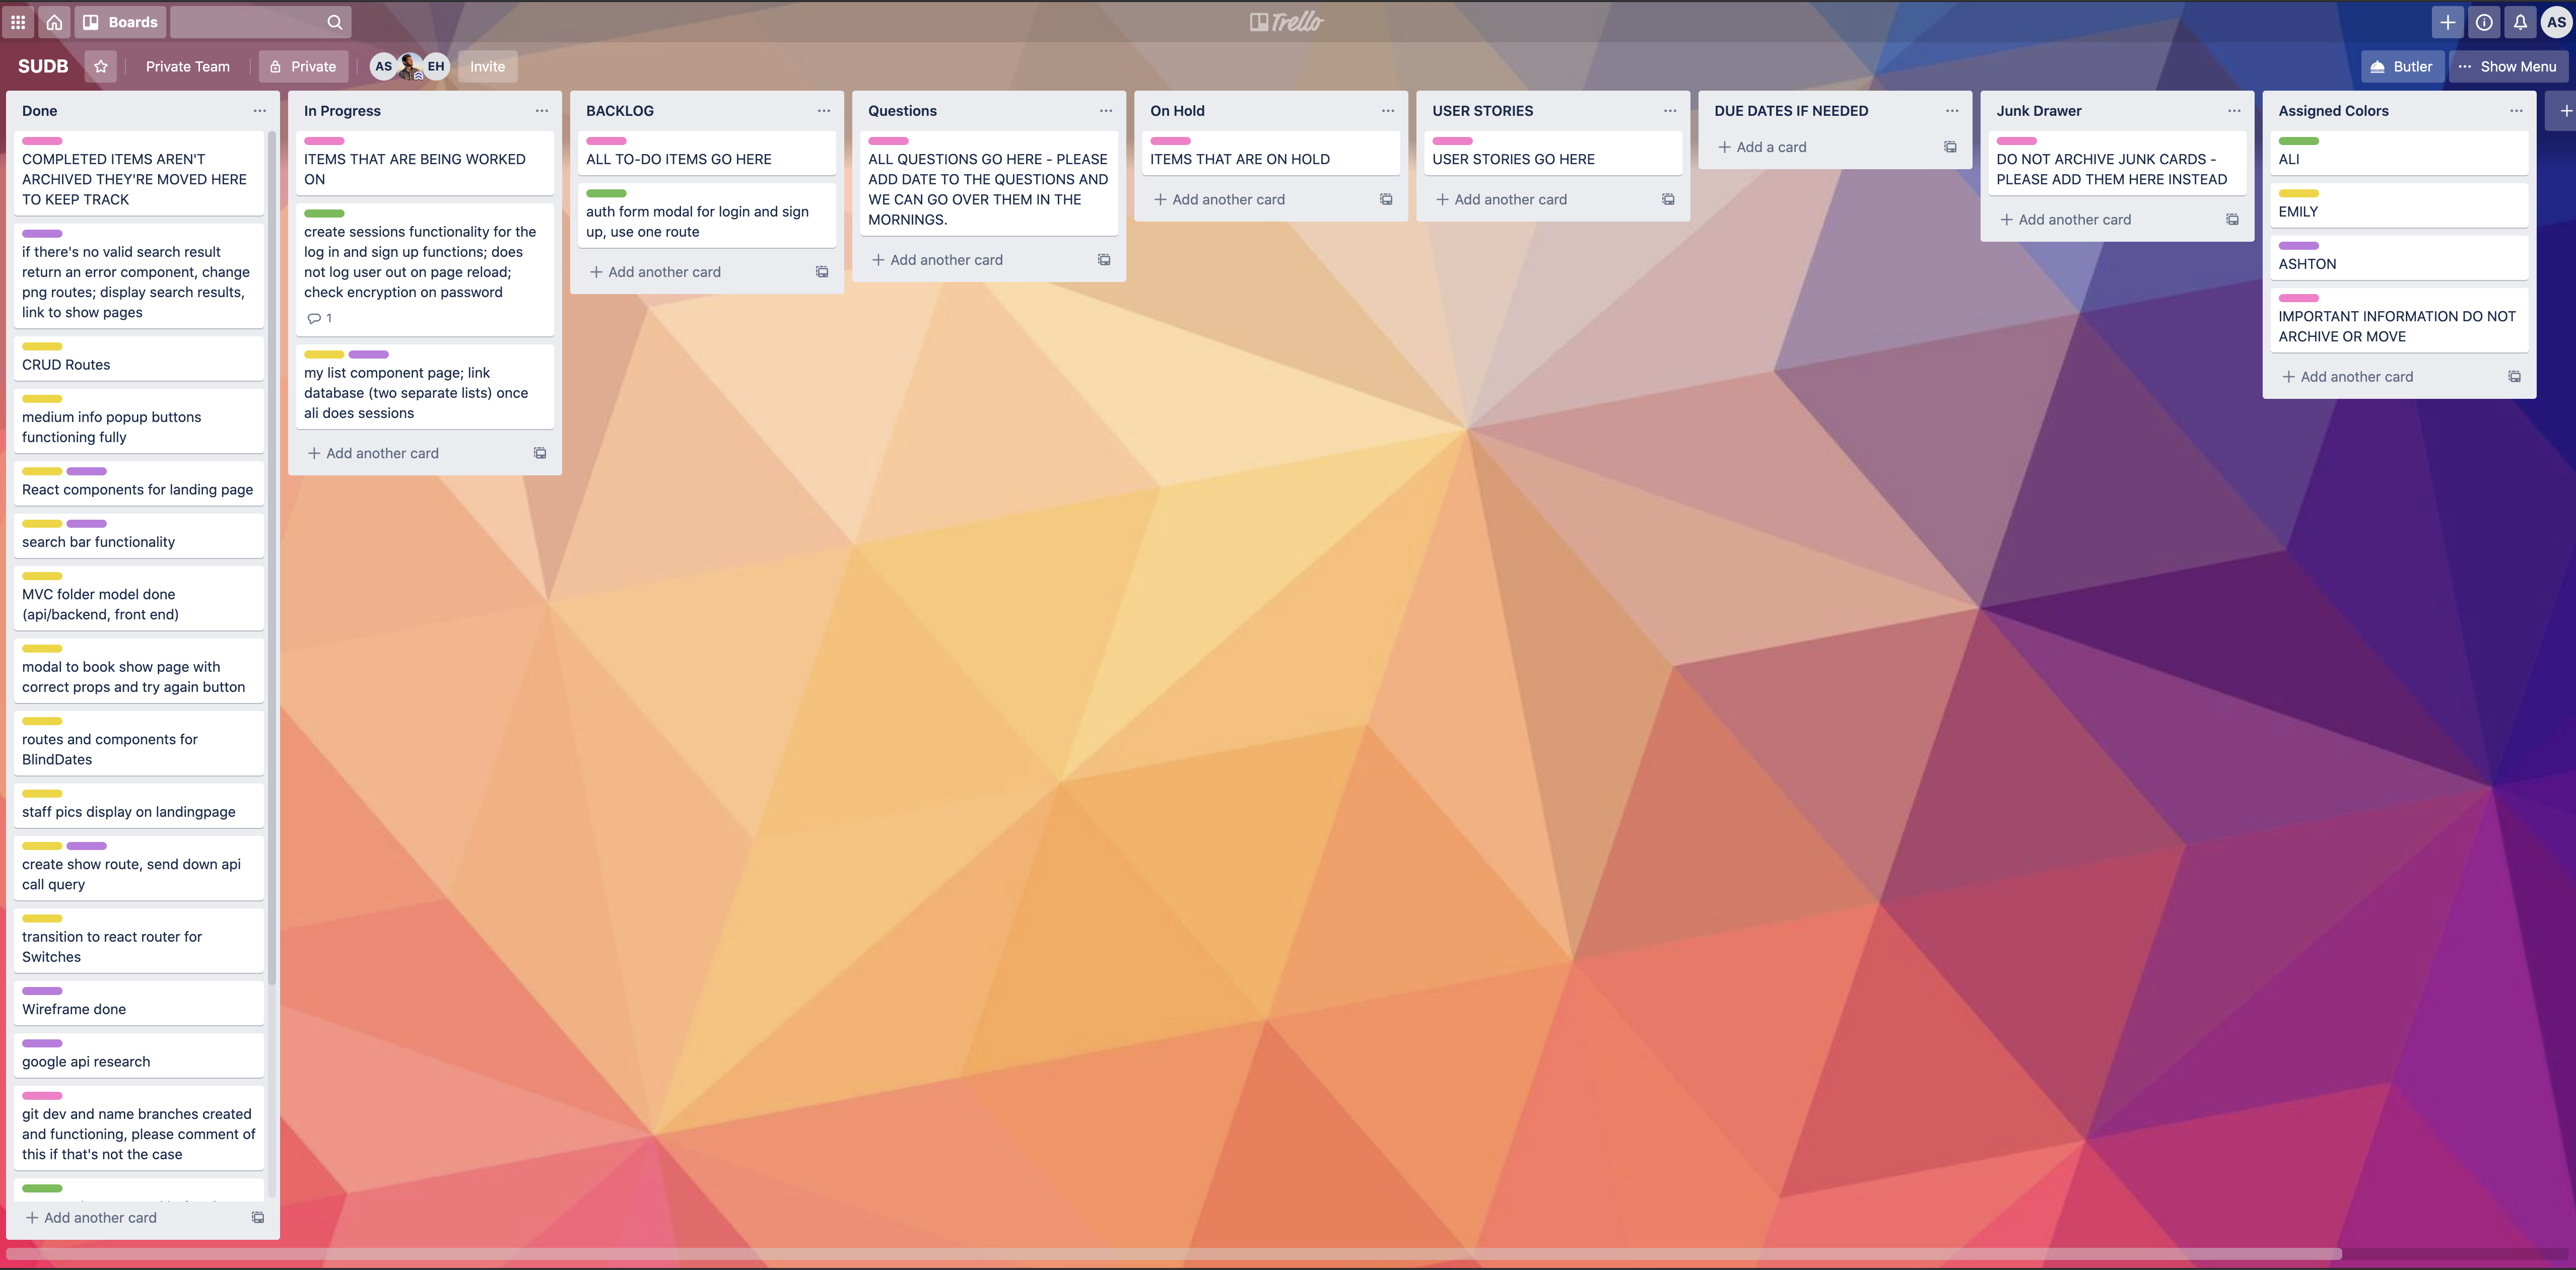 Boards
Trello
AS
SUDB
Private Team
Private
AS
EH
Invite
Butler
Show Menu
Done
COMPLETED ITEMS AREN'T
ARCHIVED THEY'RE MOVED HERE
TO KEEP TRACK
if there's no valid search result
return an error component, change
png routes; display search results,
link to show pages
CRUD Routes
medium info popup buttons
functioning fully
React components for landing page
search bar functionality
MVC folder model done
(api/backend, front end)
modal to book show page with
correct props and try again button
routes and components for
BlindDates
staff pics display on landingpage
create show route, send down api
call query
transition to react router for
Switches
Wireframe done
google api research
git dev and name branches created
and functioning, please comment of
this if that's not the case
Add another card
In Progress
ITEMS THAT ARE BEING WORKED
ON
create sessions functionality for the
log in and sign up functions; does
not log user out on page reload;
check encryption on password
1
my list component page; link
database (two separate lists) once
ali does sessions
Add another card
BACKLOG
ALL TO-DO ITEMS GO HERE
auth form modal for login and sign
up, use one route
Add another card
Questions
ALL QUESTIONS GO HERE - PLEASE
ADD DATE TO THE QUESTIONS AND
WE CAN GO OVER THEM IN THE
MORNINGS.
Add another card
On Hold
ITEMS THAT ARE ON HOLD
Add another card
USER STORIES
USER STORIES GO HERE
Add another card
DUE DATES IF NEEDED
Add a card
Junk Drawer
DO NOT ARCHIVE JUNK CARDS -
PLEASE ADD THEM HERE INSTEAD
Add another card
Assigned Colors
ALI
EMILY
ASHTON
IMPORTANT INFORMATION DO NOT
ARCHIVE OR MOVE
Add another card